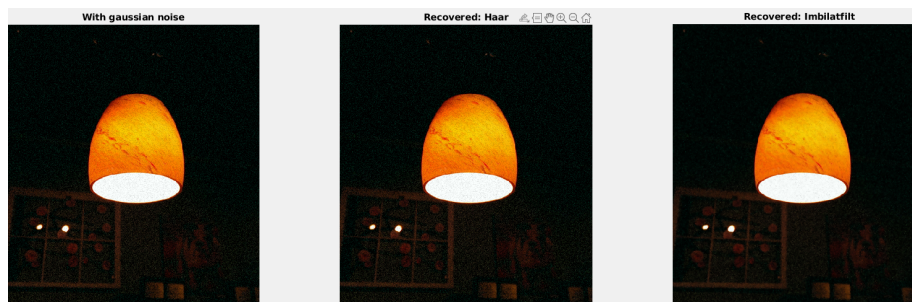 With gaussian noise
Recovered: Haar
Recovered: Imbilatfilt